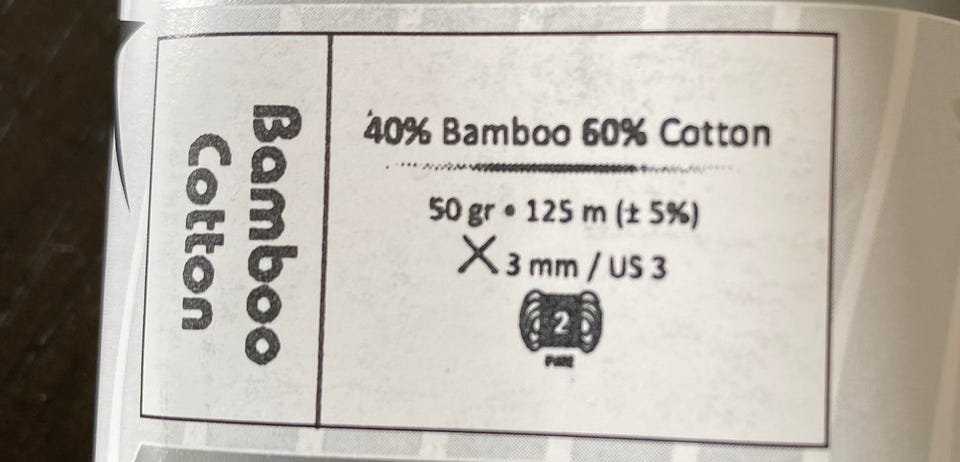 Bamboo
Cotton
40% Bamboo 60% Cotton
50 gr • 125 m (± 5%)
3 mm / US 3
2